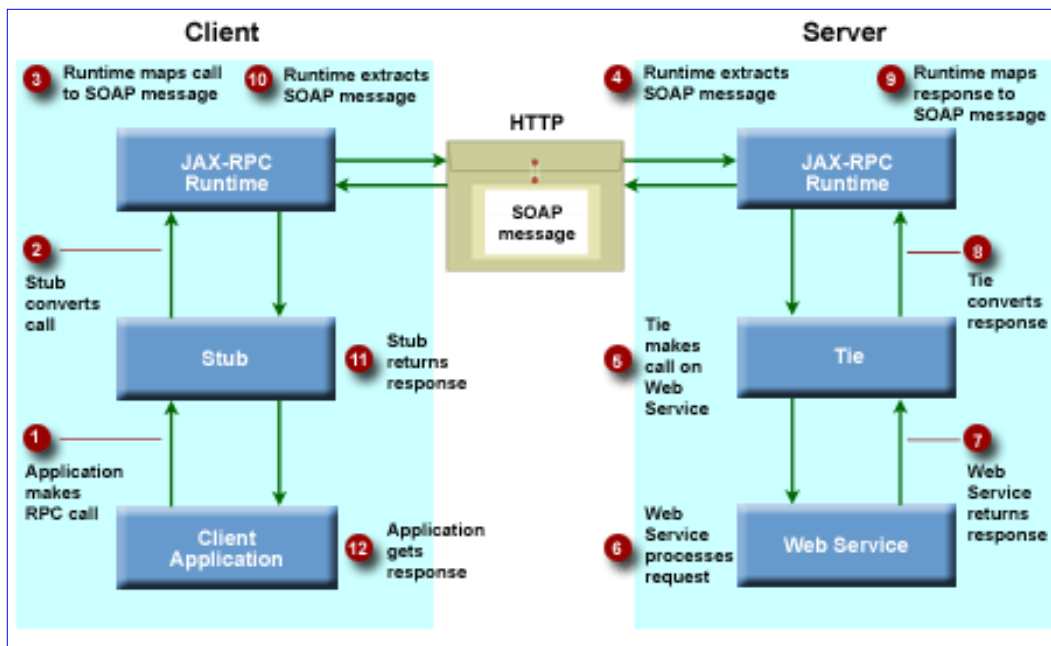 Client
Server
3 Runtime maps call
to SOAP message
10 Runtime extracts
SOAP message
4 Runtime extracts
SOAP message
9 Runtime maps
response to
SOAP message
HTTP
JAX-RPC
Runtime
SOAP
message
JAX-RPC
Runtime
2
Stub
converts
call
8
Tie
converts
response
Stub
11 Stub
returns
response
6 Tie
makes
call on
Web
Service
Tie
1
Application
makes
RPC call
7
Web
Service
returns
response
Client
Application
12 Application
gets
response
6 Web
Service
processes
request
Web Service